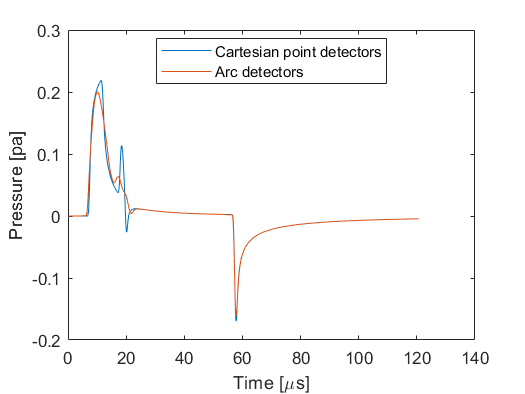 0.3
0.2
0.1
0
-0.1
-0.2
Pressure [pa]
Cartesian point detectors
Arc detectors
0 20 40 60 80 100 120 140
Time [μs]